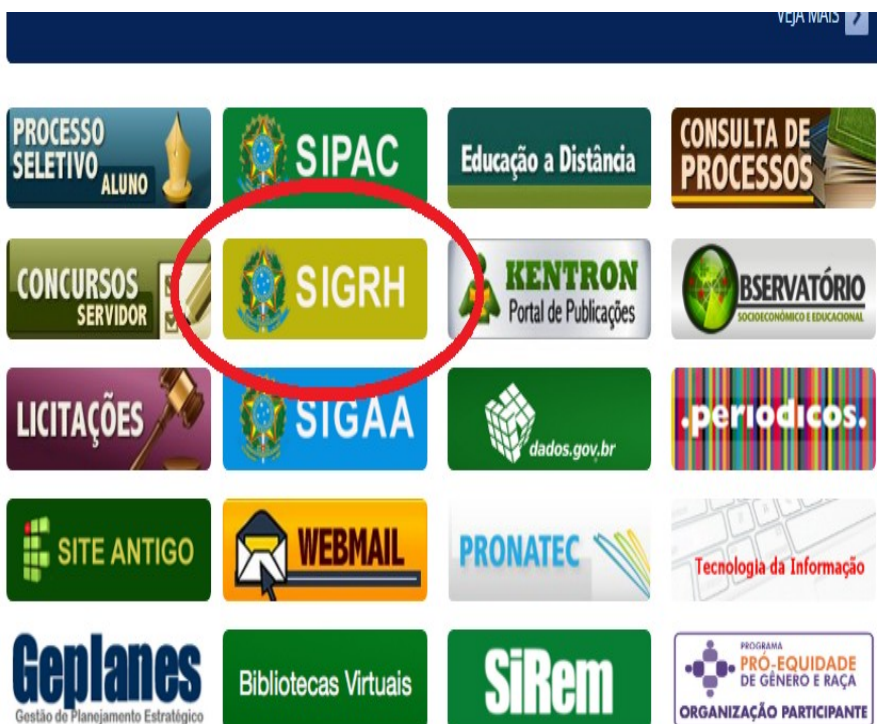 VEJA MAIS
PROCESSO
SELETIVO
ALUNO
SIPAC
Educação a Distância
CONSULTA DE
PROCESSOS
CONCURSOS
SERVIDOR
SIGRH
KENTRON
Portal de Publicações
BSERVATÓRIO
SOCIOECONÔMICO E EDUCACIONAL
LICITAÇÕES
SIGAA
dados.gov.br
.periodicos.
SITE ANTIGO
WEBMAIL
PRONATEC
Tecnologia da Informação
Geplanes
Gestão de Planejamento Estratégico
Bibliotecas Virtuais
SiRem
PROGRAMA
PRÓ-EQUIDADE
DE GÊNERO E RAÇA
ORGANIZAÇÃO PARTICIPANTE